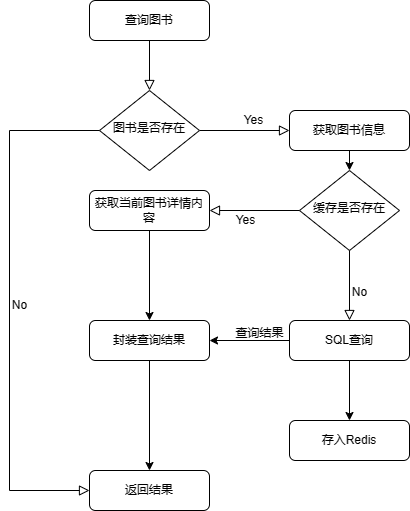 查询图书
图书是否存在
Yes
获取图书信息
获取当前图书详情内
容
缓存是否存在
Yes
No
No
封装查询结果
查询结果
SQL查询
存入Redis
返回结果